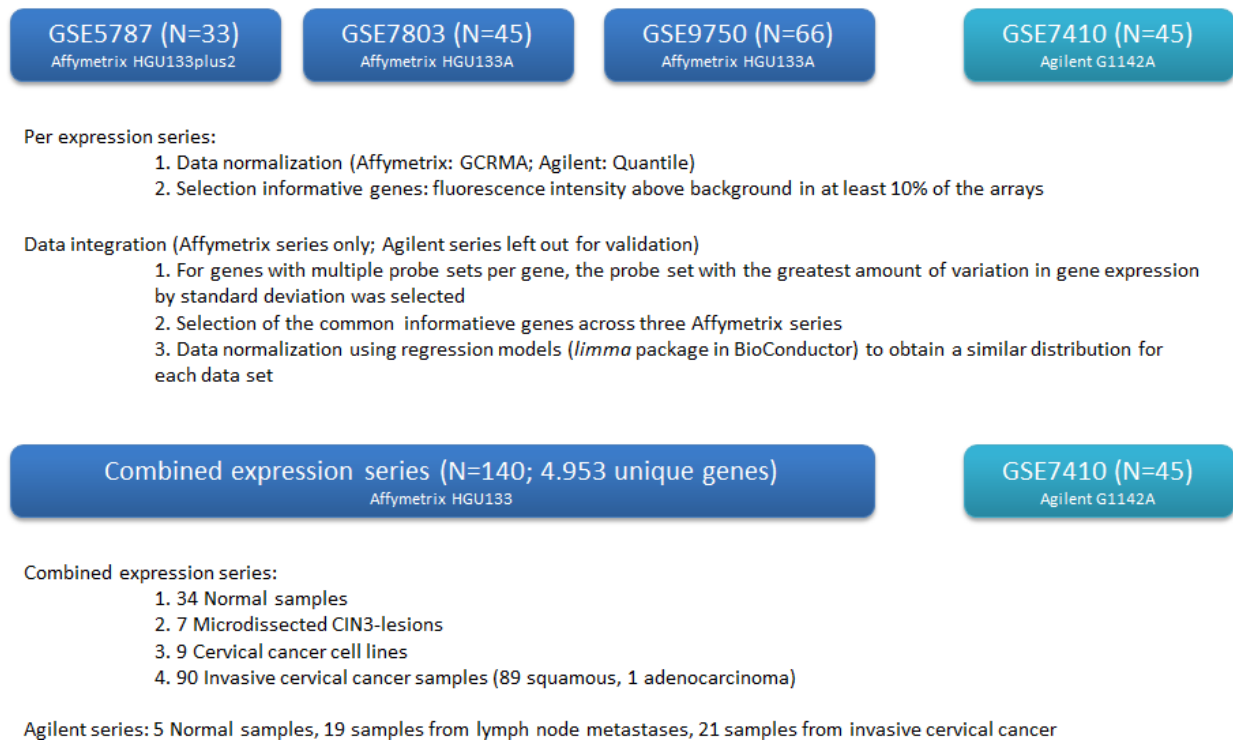 GSE5787 (N=33)
Affymetrix HGU133plus2
GSE7803 (N=45)
Affymetrix HGU133A
GSE9750 (N=66)
Affymetrix HGU133A
GSE7410 (N=45)
Agilent G1142A
Per expression series:
1. Data normalization (Affymetrix: GCRMA; Agilent: Quantile)
2. Selection informative genes: fluorescence intensity above background in at least 10% of the arrays
Data integration (Affymetrix series only; Agilent series left out for validation)
1. For genes with multiple probe sets per gene, the probe set with the greatest amount of variation in gene expression
by standard deviation was selected
2. Selection of the common informatieve genes across three Affymetrix series
3. Data normalization using regression models (limma package in BioConductor) to obtain a similar distribution for
each data set
Combined expression series (N=140; 4.953 unique genes)
Affymetrix HGU133
GSE7410 (N=45)
Agilent G1142A
Combined expression series:
1. 34 Normal samples
2. 7 Microdissected CIN3-lesions
3. 9 Cervical cancer cell lines
4. 90 Invasive cervical cancer samples (89 squamous, 1 adenocarcinoma)
Agilent series: 5 Normal samples, 19 samples from lymph node metastases, 21 samples from invasive cervical cancer